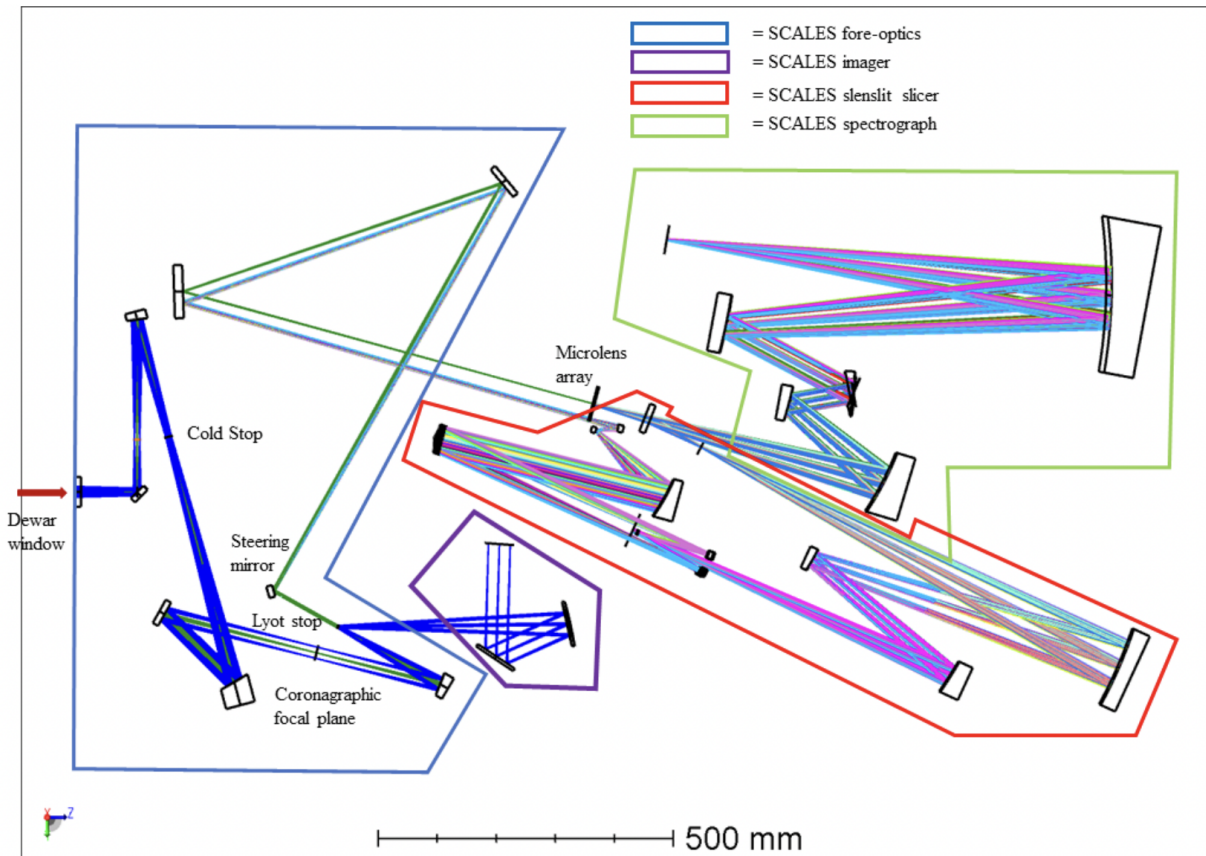 = SCALES fore-optics
= SCALES imager
= SCALES slenslit slicer
= SCALES spectrograph
Microlens
array
Cold Stop
Dewar
window
Steering
mirror
Lyot stop
Coronagraphic
focal plane
X
Z
500 mm